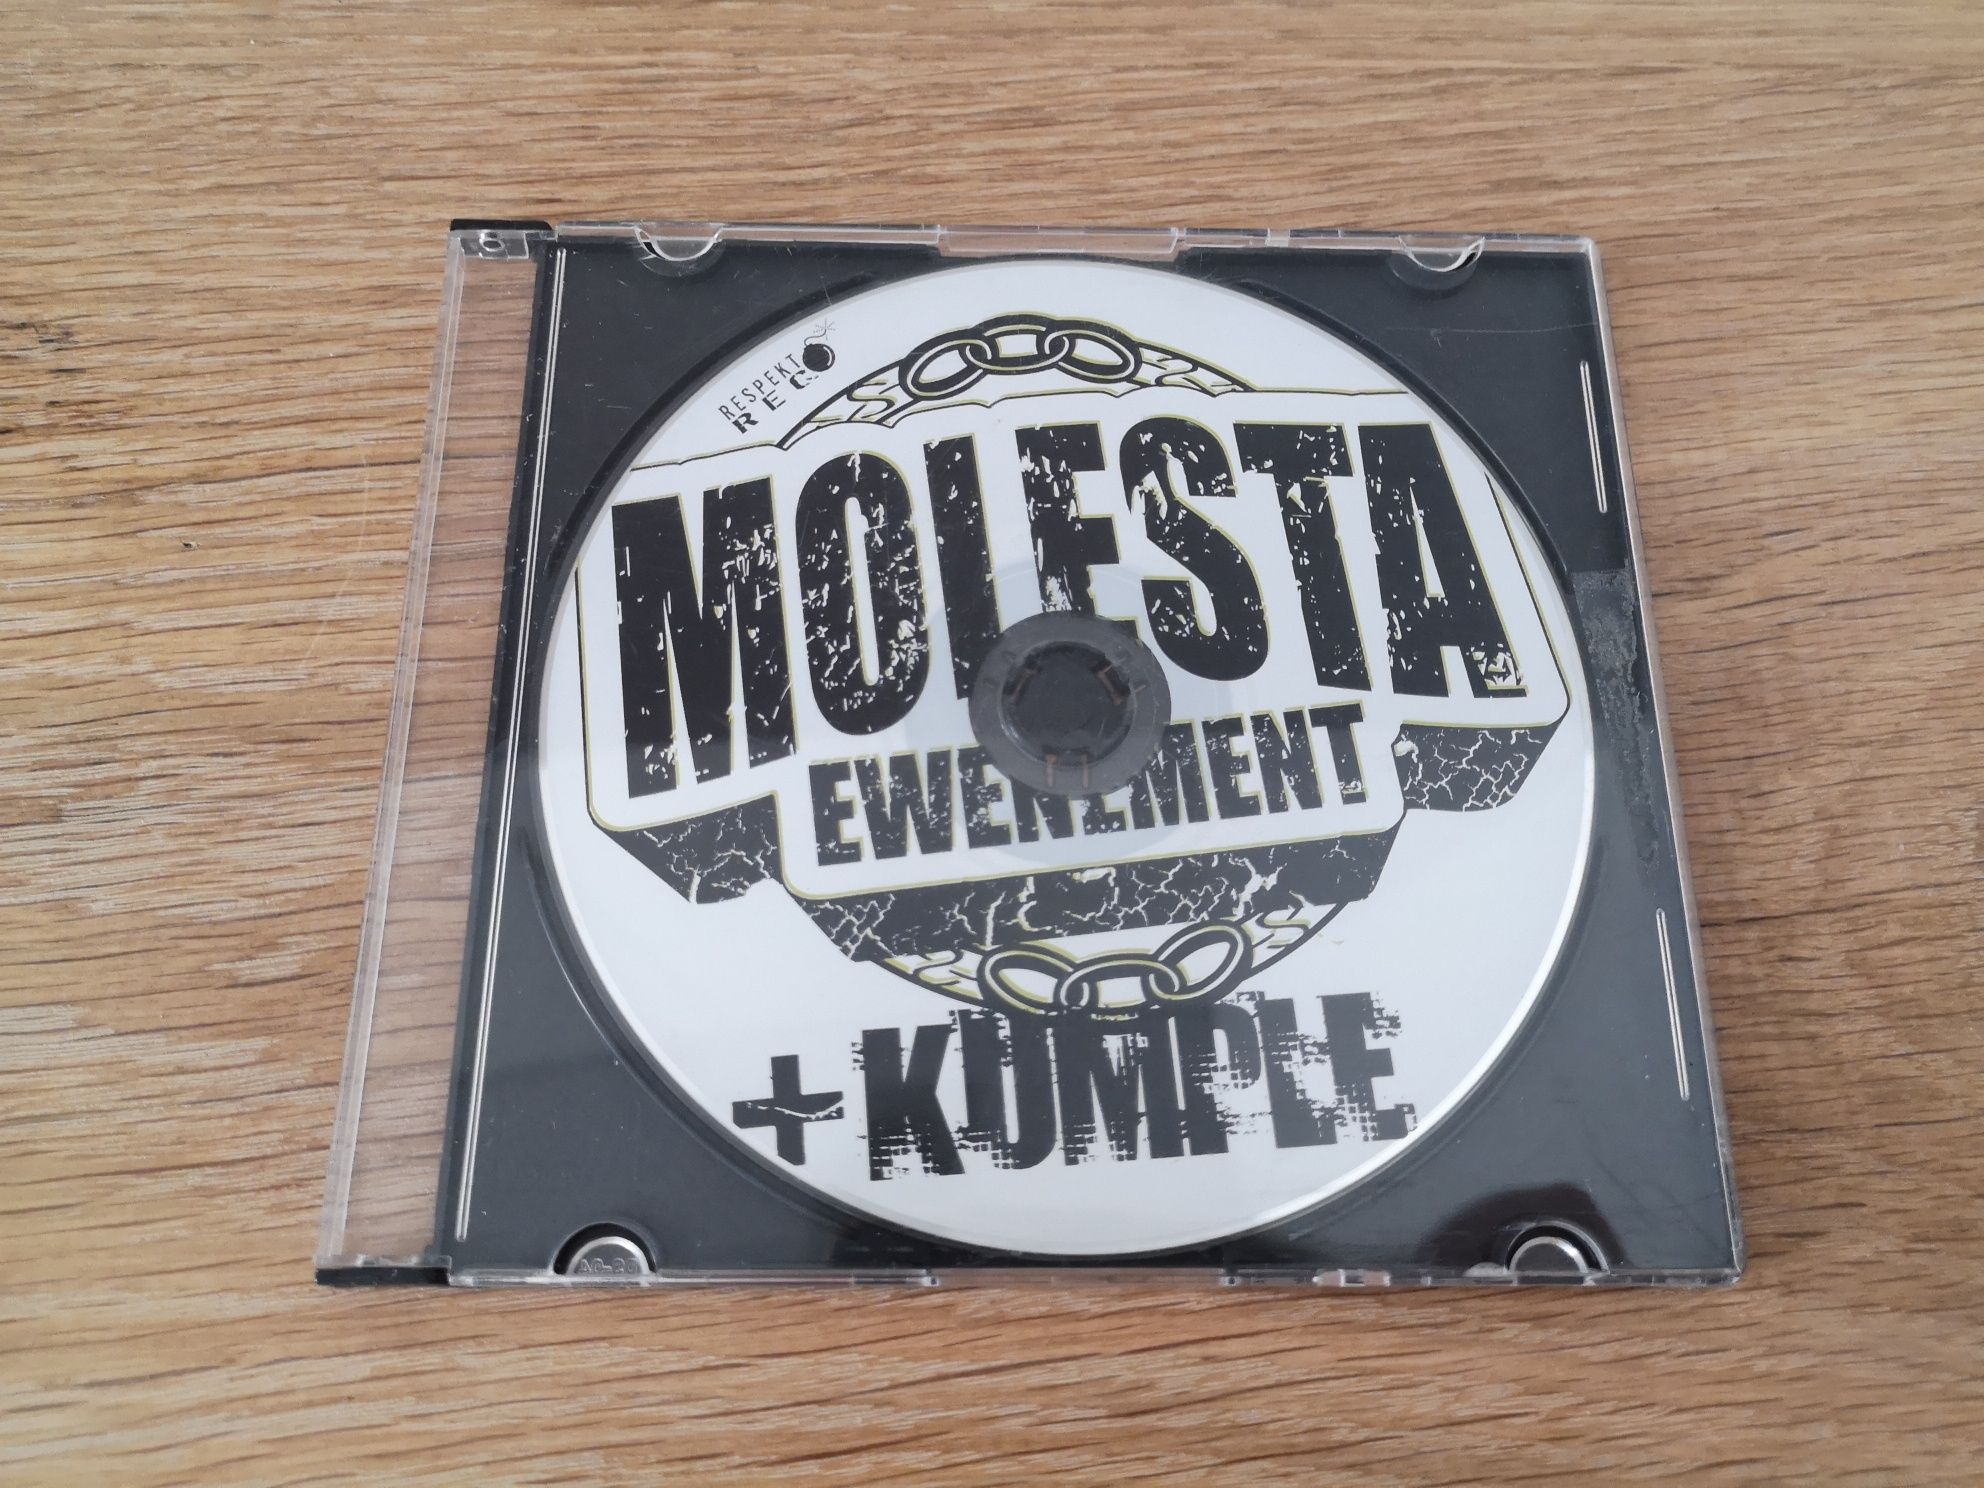 RESPEKT
REC
MOLESTA
EWENEMENT
+ KUMPLE